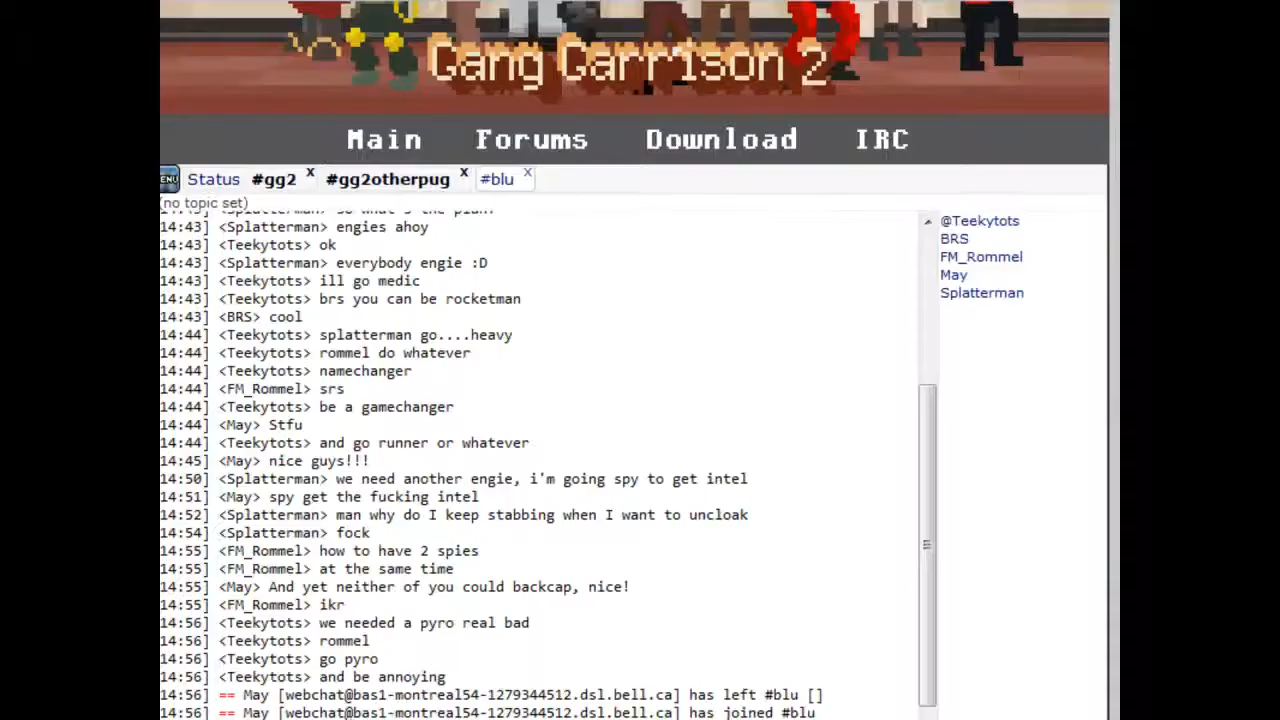 Gang Garrison 2
Main Forums Download IRC
MENU Status #gg2 x #gg2otherpug x #blu x
(no topic set)
14:43] <Splatterman> so what's the plan?
14:43] <Splatterman> engies ahoy
14:43] <Teekytots> ok
14:43] <Splatterman> everybody engie :D
14:43] <Teekytots> ill go medic
14:43] <Teekytots> brs you can be rocketman
14:43] <BRS> cool
14:44] <Teekytots> splatterman go....heavy
14:44] <Teekytots> rommel do whatever
14:44] <Teekytots> namechanger
14:44] <FM_Rommel> srs
14:44] <Teekytots> be a gamechanger
14:44] <May> Stfu
14:44] <Teekytots> and go runner or whatever
14:45] <May> nice guys!!!
14:50] <Splatterman> we need another engie, i'm going spy to get intel
14:51] <May> spy get the fucking intel
14:52] <Splatterman> man why do I keep stabbing when I want to uncloak
14:54] <Splatterman> fock
14:55] <FM_Rommel> how to have 2 spies
14:55] <FM_Rommel> at the same time
14:55] <May> And yet neither of you could backcap, nice!
14:55] <FM_Rommel> ikr
14:56] <Teekytots> we needed a pyro real bad
14:56] <Teekytots> rommel
14:56] <Teekytots> go pyro
14:56] <Teekytots> and be annoying
14:56] == May [webchat@bas1-montreal54-1279344512.dsl.bell.ca] has left #blu []
14:56] == May [webchat@bas1-montreal54-1279344512.dsl.bell.ca] has joined #blu
@Teekytots
BRS
FM_Rommel
May
Splatterman